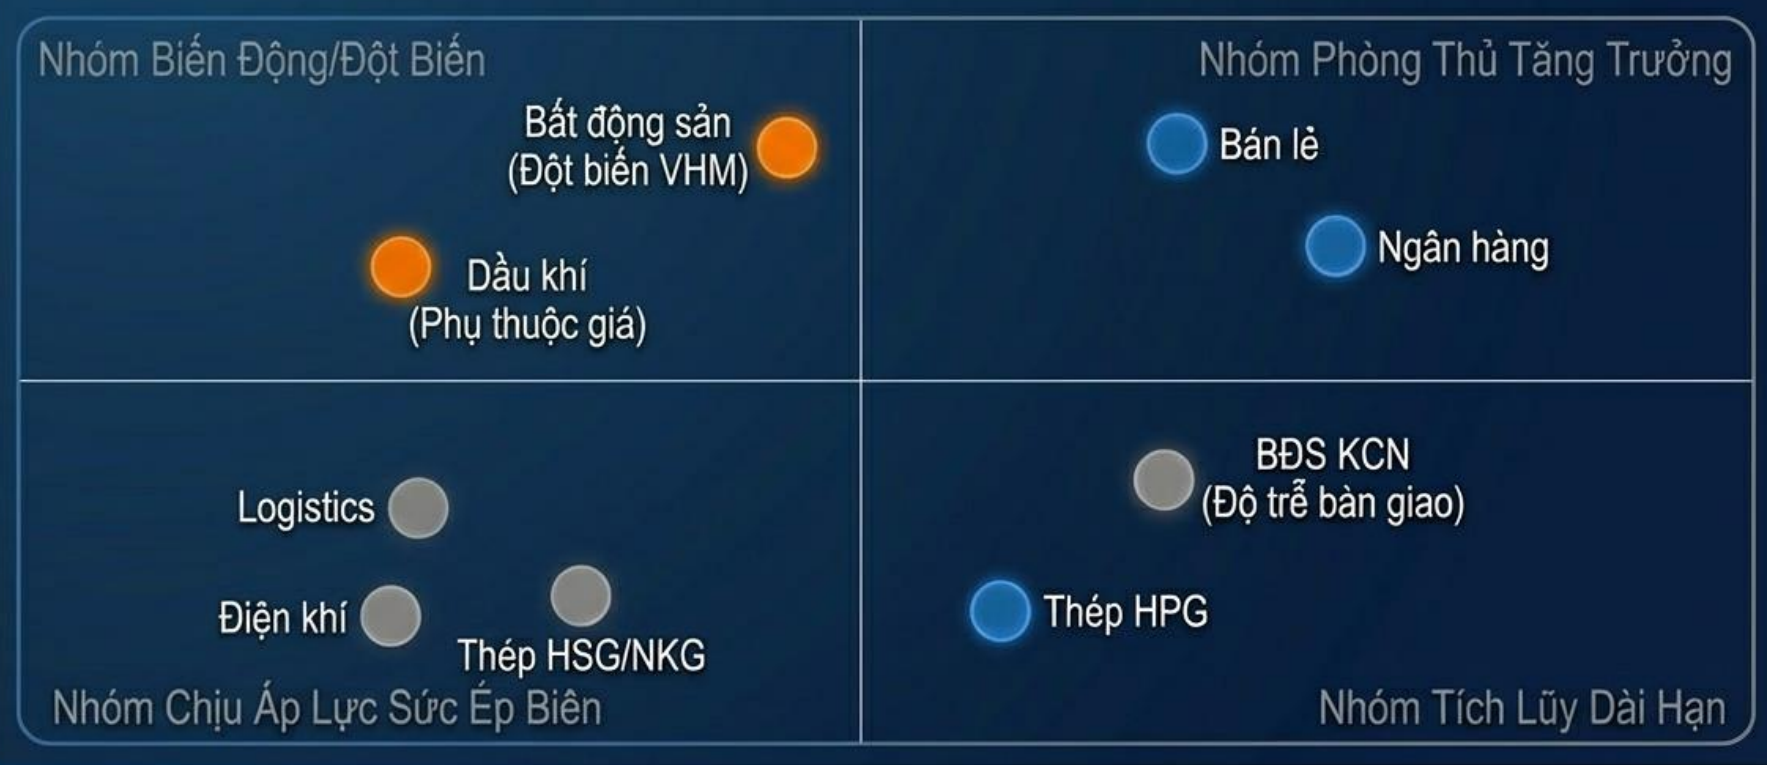 Nhóm Biến Động/Đột Biến
Nhóm Phòng Thủ Tăng Trưởng
Bất động sản
(Đột biến VHM)
Bán lẻ
Ngân hàng
Dầu khí
(Phụ thuộc giá)
BĐS KCN
(Độ trễ bàn giao)
Logistics
Thép HPG
Điện khí
Thép HSG/NKG
Nhóm Chịu Áp Lực Sức Ép Biên
Nhóm Tích Lũy Dài Hạn